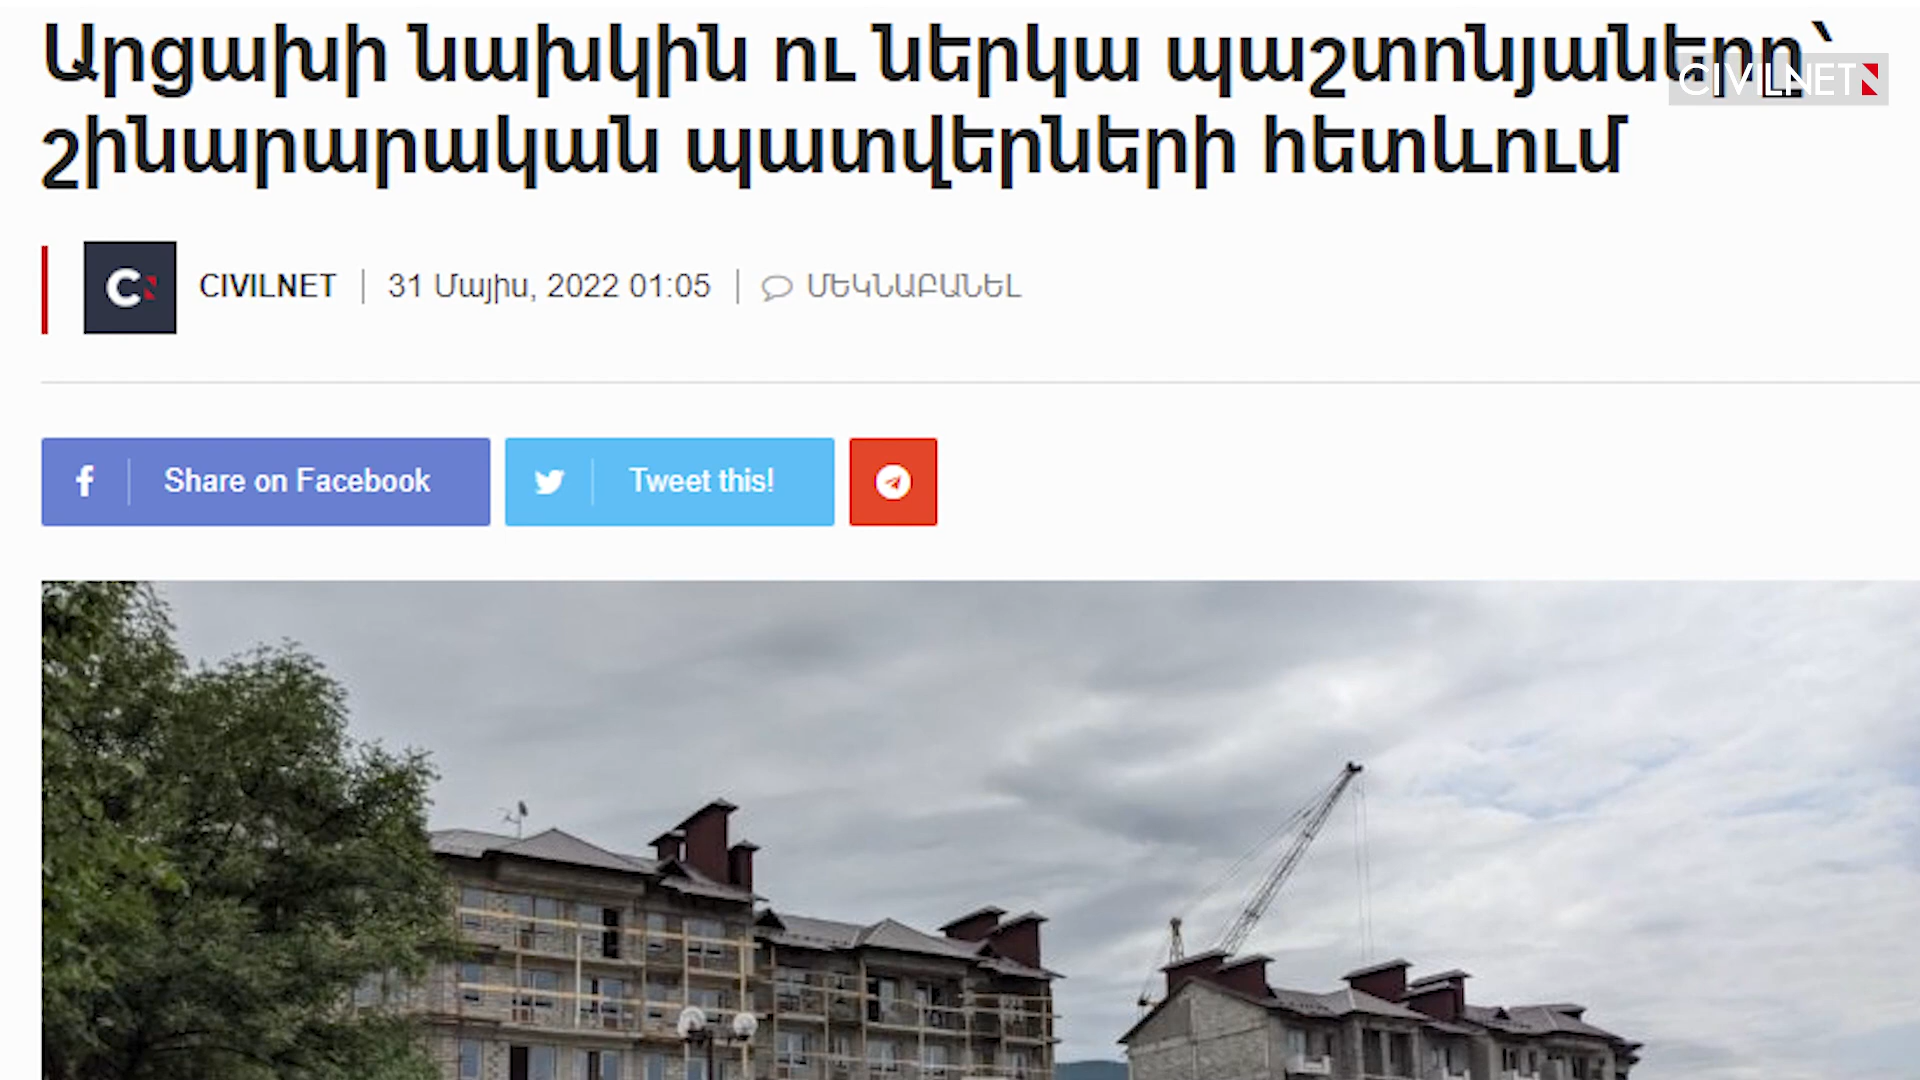 Արցախի նախկին ու ներկա պաշտոնյաները՝
շինարարական պատվերների հետևում
CIVILNET
CIVILNET | 31 Մայիս, 2022 01:05 | ՄԵԿՆԱԲԱՆԵԼ
Share on Facebook
Tweet this!